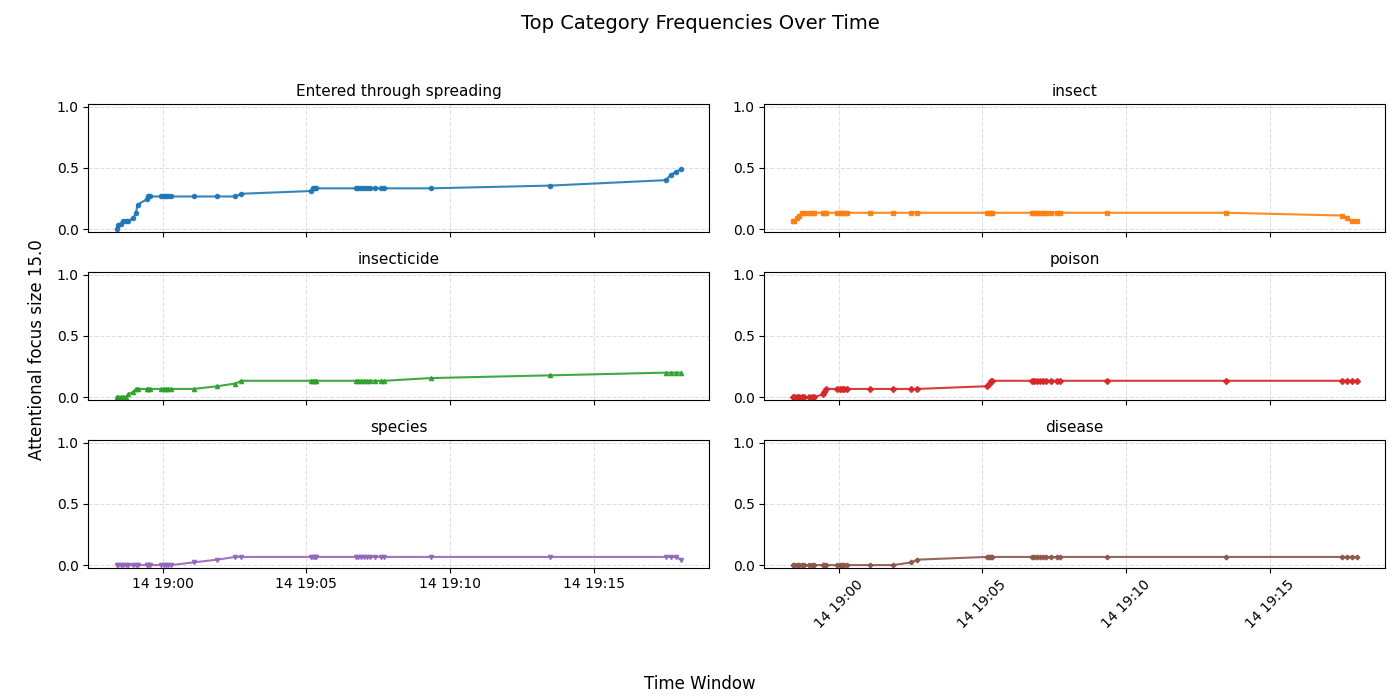 Top Category Frequencies Over Time
Attentional focus size 15.0
Entered through spreading
1.0
0.5
0.0
insect
1.0
0.5
0.0
insecticide
1.0
0.5
0.0
poison
1.0
0.5
0.0
species
1.0
0.5
0.0
14 19:00 14 19:05 14 19:10 14 19:15
disease
1.0
0.5
0.0
14 19:00 14 19:05 14 19:10 14 19:15
Time Window